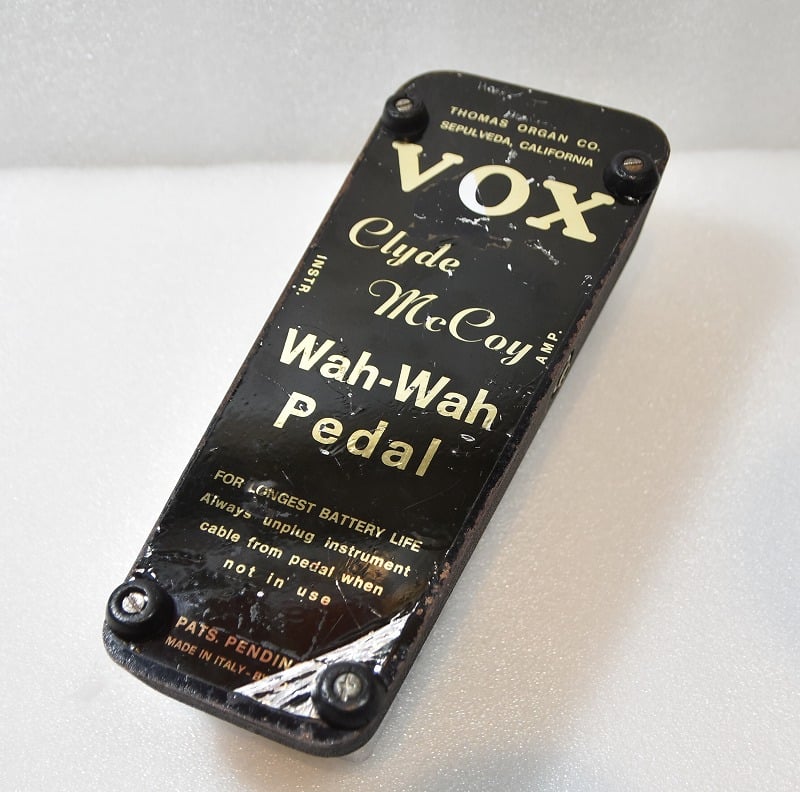 THOMAS ORGAN CO.
SEPULVEDA, CALIFORNIA
VOX
Clyde
McCoy
INSTR.
AMP.
Wah-Wah
Pedal
FOR LONGEST BATTERY LIFE
Always unplug instrument
cable from pedal when
not in use
PATS. PENDIN
MADE IN ITALY-